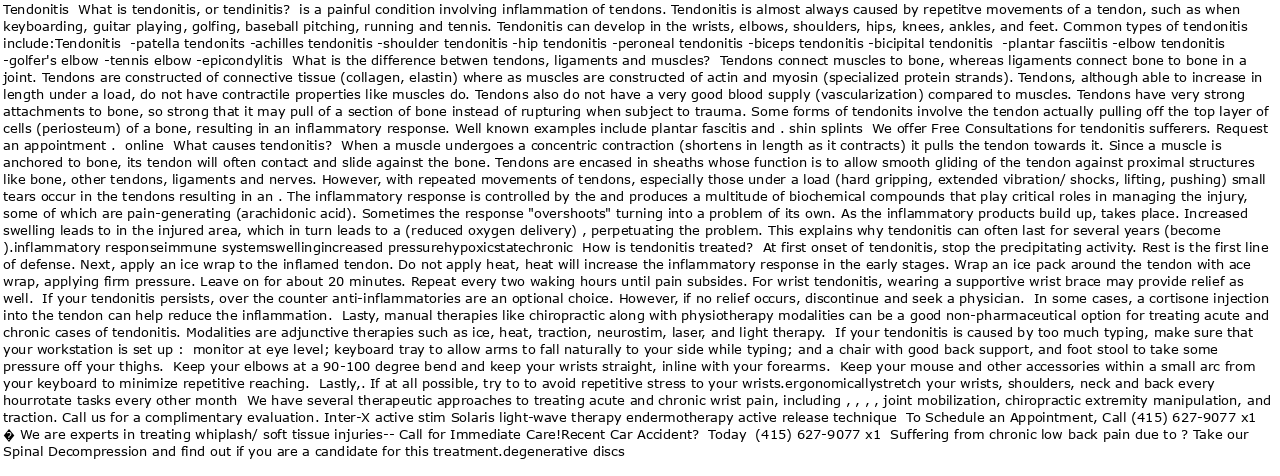 Tendonitis  What is tendonitis, or tendinitis?  is a painful condition involving inflammation of tendons. Tendonitis is almost always caused by repetitve movements of a tendon, such as when
keyboarding, guitar playing, golfing, baseball pitching, running and tennis. Tendonitis can develop in the wrists, elbows, shoulders, hips, knees, ankles, and feet. Common types of tendonitis
include:Tendonitis  -patella tendonits -achilles tendonitis -shoulder tendonitis -hip tendonitis -peroneal tendonitis -biceps tendonitis -bicipital tendonitis  -plantar fasciitis -elbow tendonitis
-golfer's elbow -tennis elbow -epicondylitis  What is the difference betwen tendons, ligaments and muscles?  Tendons connect muscles to bone, whereas ligaments connect bone to bone in a
joint. Tendons are constructed of connective tissue (collagen, elastin) where as muscles are constructed of actin and myosin (specialized protein strands). Tendons, although able to increase in
length under a load, do not have contractile properties like muscles do. Tendons also do not have a very good blood supply (vascularization) compared to muscles. Tendons have very strong
attachments to bone, so strong that it may pull of a section of bone instead of rupturing when subject to trauma. Some forms of tendonits involve the tendon actually pulling off the top layer of
cells (periosteum) of a bone, resulting in an inflammatory response. Well known examples include plantar fascitis and . shin splints  We offer Free Consultations for tendonitis sufferers. Request
an appointment .  online  What causes tendonitis?  When a muscle undergoes a concentric contraction (shortens in length as it contracts) it pulls the tendon towards it. Since a muscle is
anchored to bone, its tendon will often contact and slide against the bone. Tendons are encased in sheaths whose function is to allow smooth gliding of the tendon against proximal structures
like bone, other tendons, ligaments and nerves. However, with repeated movements of tendons, especially those under a load (hard gripping, extended vibration/ shocks, lifting, pushing) small
tears occur in the tendons resulting in an . The inflammatory response is controlled by the and produces a multitude of biochemical compounds that play critical roles in managing the injury,
some of which are pain-generating (arachidonic acid). Sometimes the response "overshoots" turning into a problem of its own. As the inflammatory products build up, takes place. Increased
swelling leads to in the injured area, which in turn leads to a (reduced oxygen delivery) , perpetuating the problem. This explains why tendonitis can often last for several years (become
).inflammatory responseimmune systemswellingincreased pressurehypoxicstatechronic  How is tendonitis treated?  At first onset of tendonitis, stop the precipitating activity. Rest is the first line
of defense. Next, apply an ice wrap to the inflamed tendon. Do not apply heat, heat will increase the inflammatory response in the early stages. Wrap an ice pack around the tendon with ace
wrap, applying firm pressure. Leave on for about 20 minutes. Repeat every two waking hours until pain subsides. For wrist tendonitis, wearing a supportive wrist brace may provide relief as
well.  If your tendonitis persists, over the counter anti-inflammatories are an optional choice. However, if no relief occurs, discontinue and seek a physician.  In some cases, a cortisone injection
into the tendon can help reduce the inflammation.  Lasty, manual therapies like chiropractic along with physiotherapy modalities can be a good non-pharmaceutical option for treating acute and
chronic cases of tendonitis. Modalities are adjunctive therapies such as ice, heat, traction, neurostim, laser, and light therapy.  If your tendonitis is caused by too much typing, make sure that
your workstation is set up :  monitor at eye level; keyboard tray to allow arms to fall naturally to your side while typing; and a chair with good back support, and foot stool to take some
pressure off your thighs.  Keep your elbows at a 90-100 degree bend and keep your wrists straight, inline with your forearms.  Keep your mouse and other accessories within a small arc from
your keyboard to minimize repetitive reaching.  Lastly,. If at all possible, try to to avoid repetitive stress to your wrists.ergonomicallystretch your wrists, shoulders, neck and back every
hourrotate tasks every other month  We have several therapeutic approaches to treating acute and chronic wrist pain, including , , , , joint mobilization, chiropractic extremity manipulation, and
traction. Call us for a complimentary evaluation. Inter-X active stim Solaris light-wave therapy endermotherapy active release technique  To Schedule an Appointment, Call (415) 627-9077 x1
� We are experts in treating whiplash/ soft tissue injuries-- Call for Immediate Care!Recent Car Accident?  Today  (415) 627-9077 x1  Suffering from chronic low back pain due to ? Take our
Spinal Decompression and find out if you are a candidate for this treatment.degenerative discs